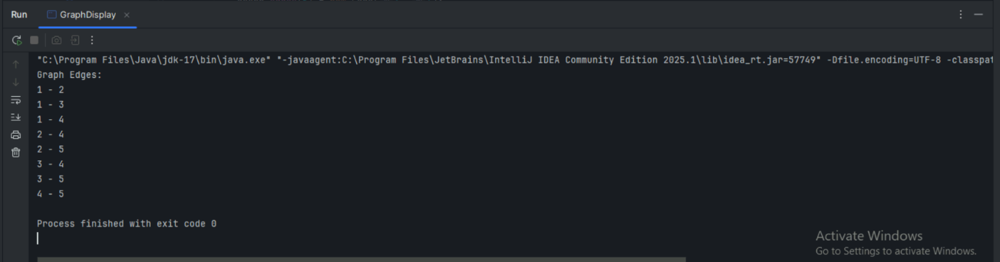 Run GraphDisplay
"C:\Program Files\Java\jdk-17\bin\java.exe" "-javaagent:C:\Program Files\JetBrains\IntelliJ IDEA Community Edition 2025.1\lib\idea_rt.jar=57749" -Dfile.encoding=UTF-8 -classpat
Graph Edges:
1 - 2
1 - 3
1 - 4
2 - 4
2 - 5
3 - 4
3 - 5
4 - 5
Process finished with exit code 0
Activate Windows
Go to Settings to activate Windows.